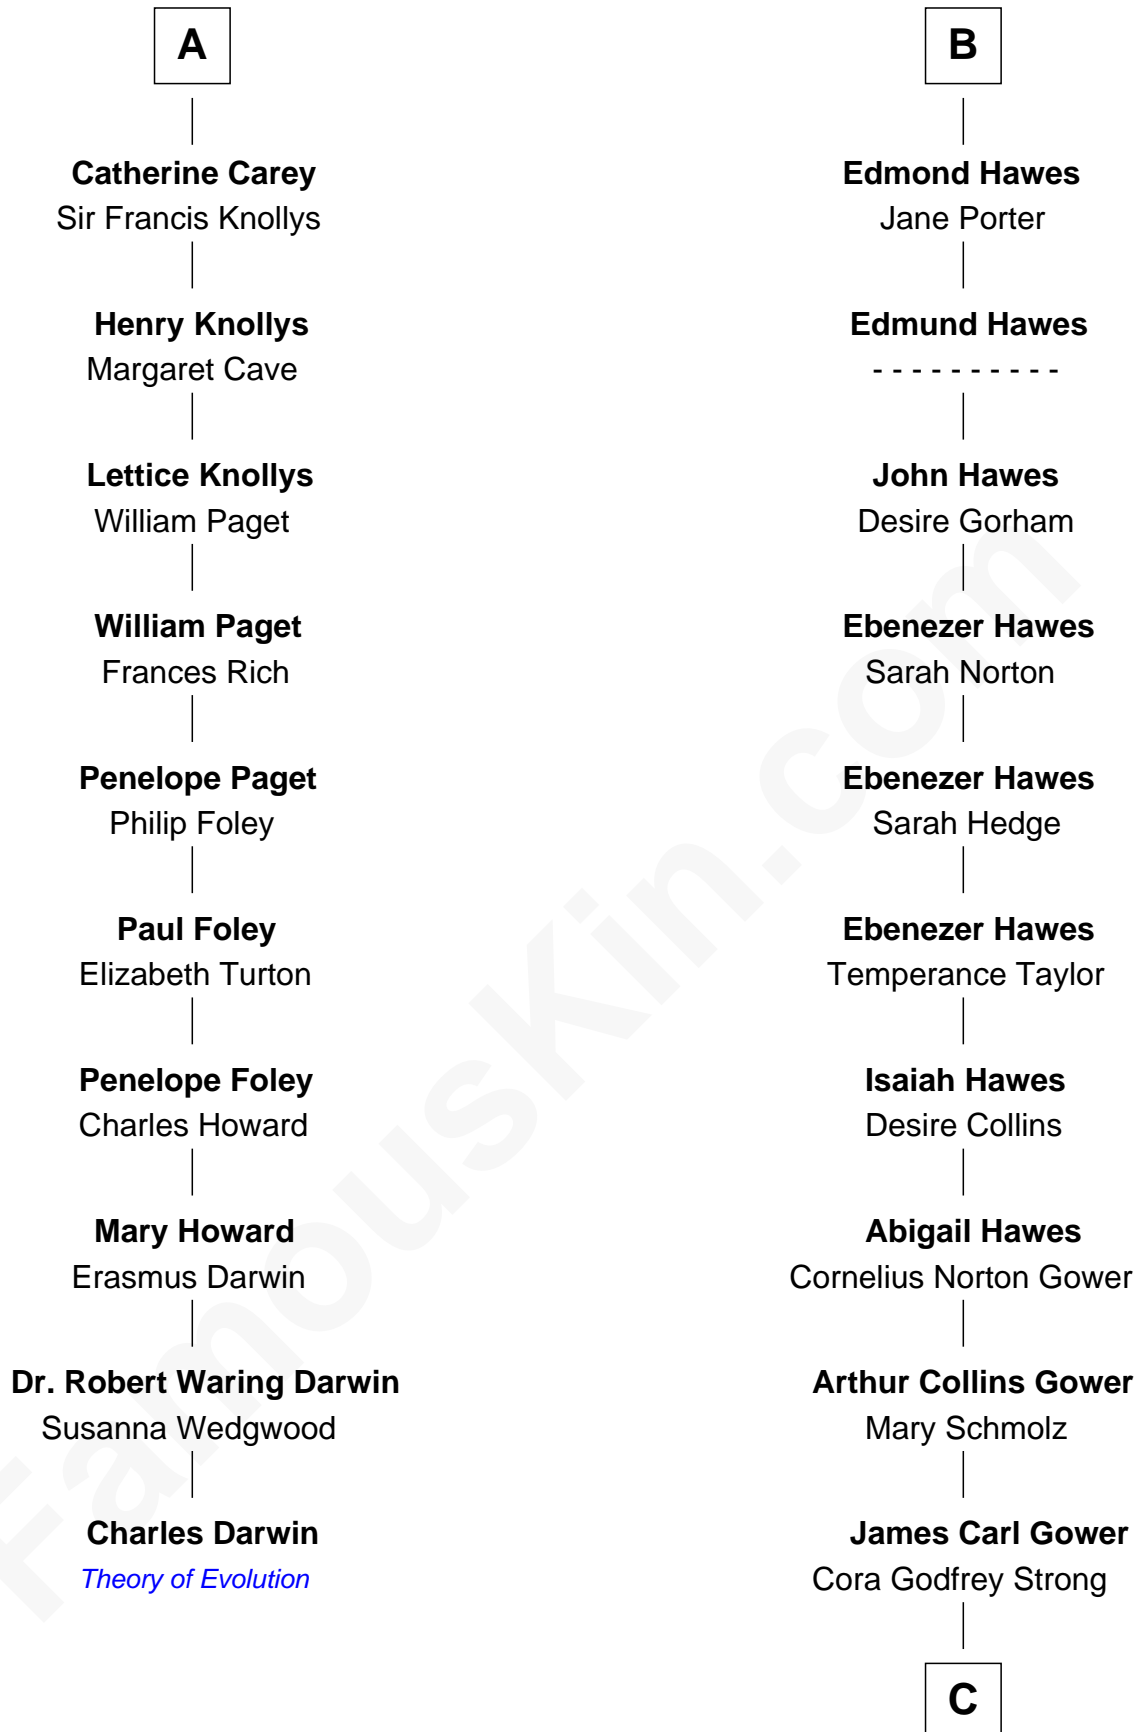 A
Catherine Carey
Sir Francis Knollys
Henry Knollys
Margaret Cave
Lettice Knollys
William Paget
William Paget
Frances Rich
Penelope Paget
Philip Foley
Paul Foley
Elizabeth Turton
Penelope Foley
Charles Howard
Mary Howard
Erasmus Darwin
Dr. Robert Waring Darwin
Susanna Wedgwood
Charles Darwin
Theory of Evolution
B
Edmond Hawes
Jane Porter
Edmund Hawes
- - - - - - - - - -
John Hawes
Desire Gorham
Ebenezer Hawes
Sarah Norton
Ebenezer Hawes
Sarah Hedge
Ebenezer Hawes
Temperance Taylor
Isaiah Hawes
Desire Collins
Abigail Hawes
Cornelius Norton Gower
Arthur Collins Gower
Mary Schmolz
James Carl Gower
Cora Godfrey Strong
C
FamousKin.com